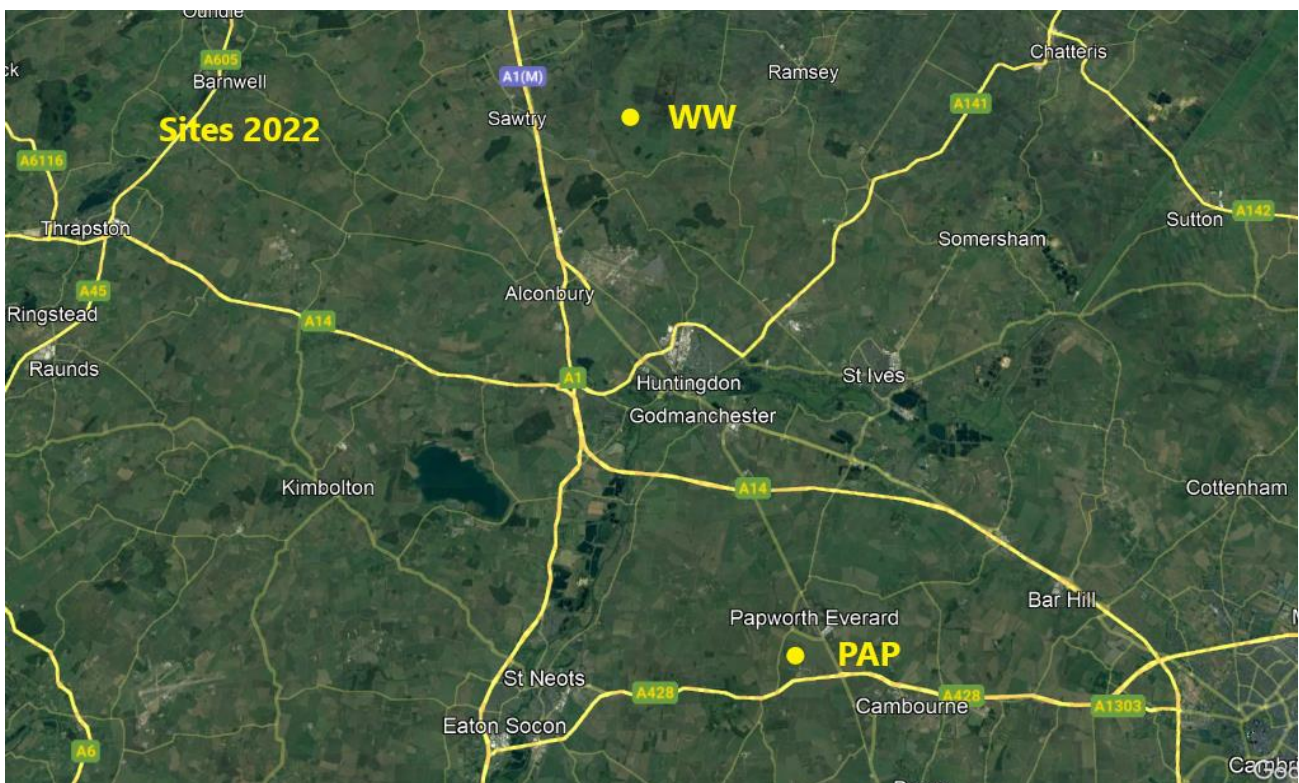 Oundle
A605
Barnwell
Sites 2022
A1(M)
Sawtry
WW
Ramsey
Chatteris
A141
A6116
Thrapston
A45
Ringstead
Raunds
A14
Alconbury
Somersham
Sutton
A142
A1
Huntingdon
Godmanchester
St Ives
Kimbolton
A14
Cottenham
Bar Hill
Papworth Everard
PAP
St Neots
A428
Eaton Socon
Cambourne
A428
A1303
A6